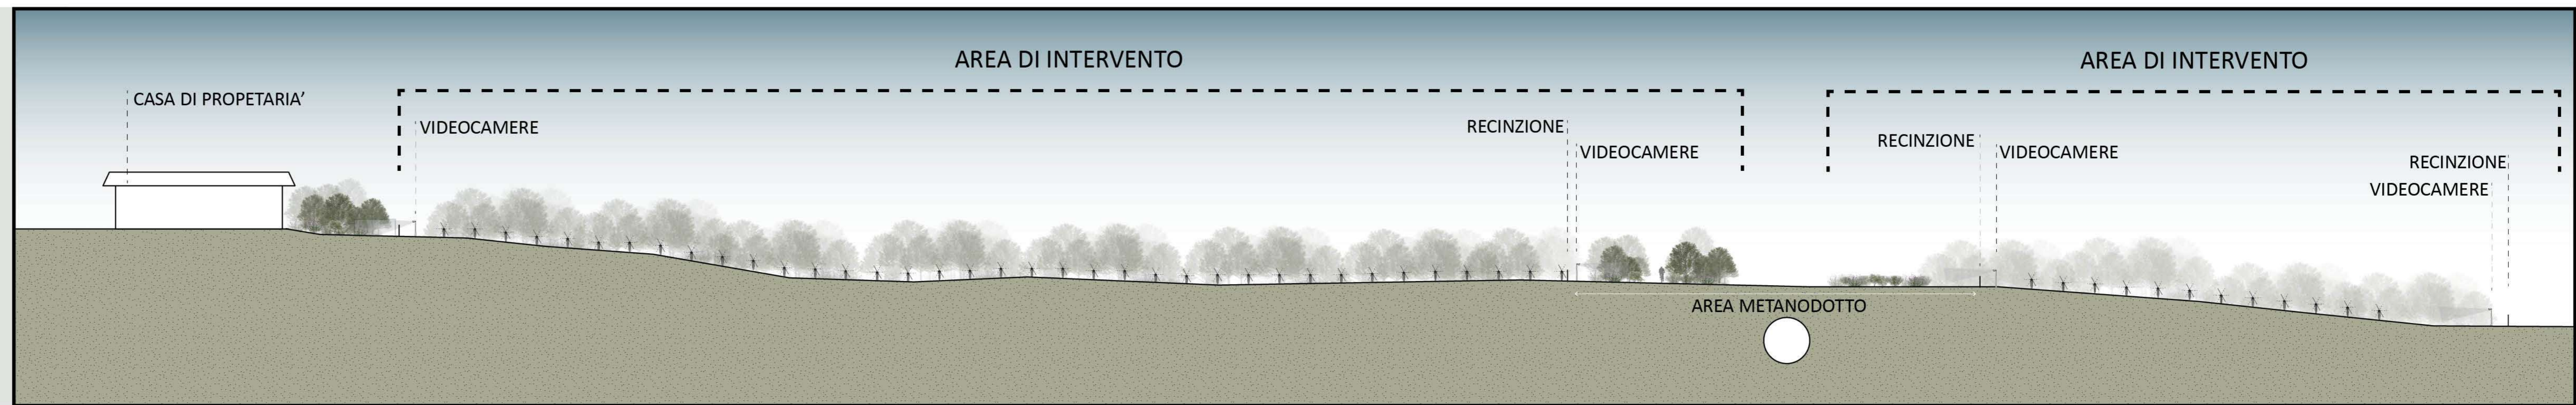 AREA DI INTERVENTO
AREA DI INTERVENTO
CASA DI PROPETARIA’
VIDEOCAMERE
RECINZIONE
VIDEOCAMERE
RECINZIONE
VIDEOCAMERE
RECINZIONE
VIDEOCAMERE
AREA METANODOTTO